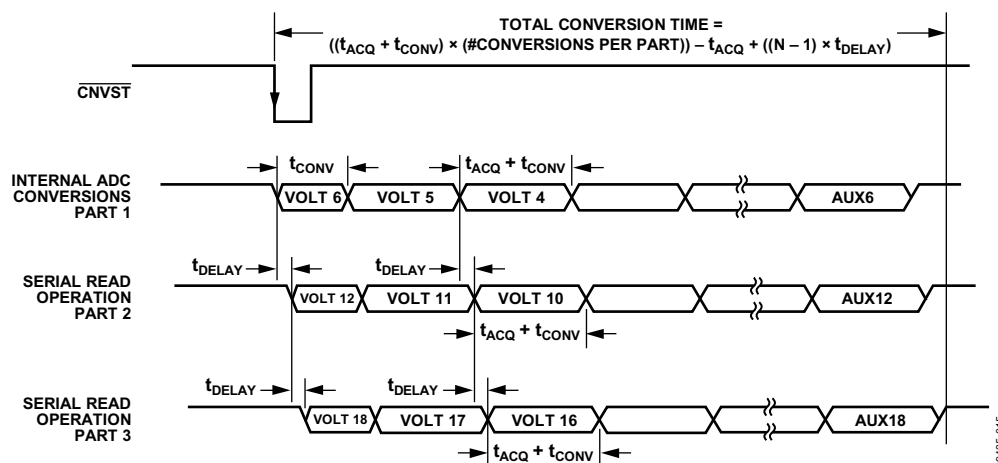 TOTAL CONVERSION TIME =
((tACQ + tCONV) × (#CONVERSIONS PER PART)) – tACQ + ((N – 1) × tDELAY)
CNVST
tCONV
tACQ + tCONV
INTERNAL ADC
CONVERSIONS
PART 1
VOLT 6
VOLT 5
VOLT 4
AUX6
tDELAY
tDELAY
SERIAL READ
OPERATION
PART 2
VOLT 12
VOLT 11
VOLT 10
AUX12
tACQ + tCONV
tDELAY
tDELAY
SERIAL READ
OPERATION
PART 3
VOLT 18
VOLT 17
VOLT 16
AUX18
tACQ + tCONV